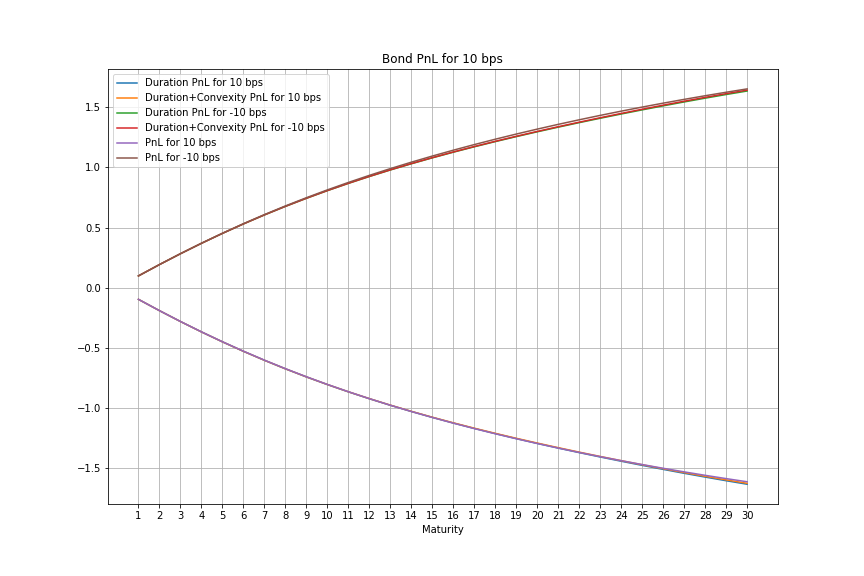 Bond PnL for 10 bps
Duration PnL for 10 bps
Duration+Convexity PnL for 10 bps
Duration PnL for -10 bps
Duration+Convexity PnL for -10 bps
PnL for 10 bps
PnL for -10 bps
1.5
1.0
0.5
0.0
−0.5
−1.0
−1.5
1 2 3 4 5 6 7 8 9 10 11 12 13 14 15 16 17 18 19 20 21 22 23 24 25 26 27 28 29 30
Maturity